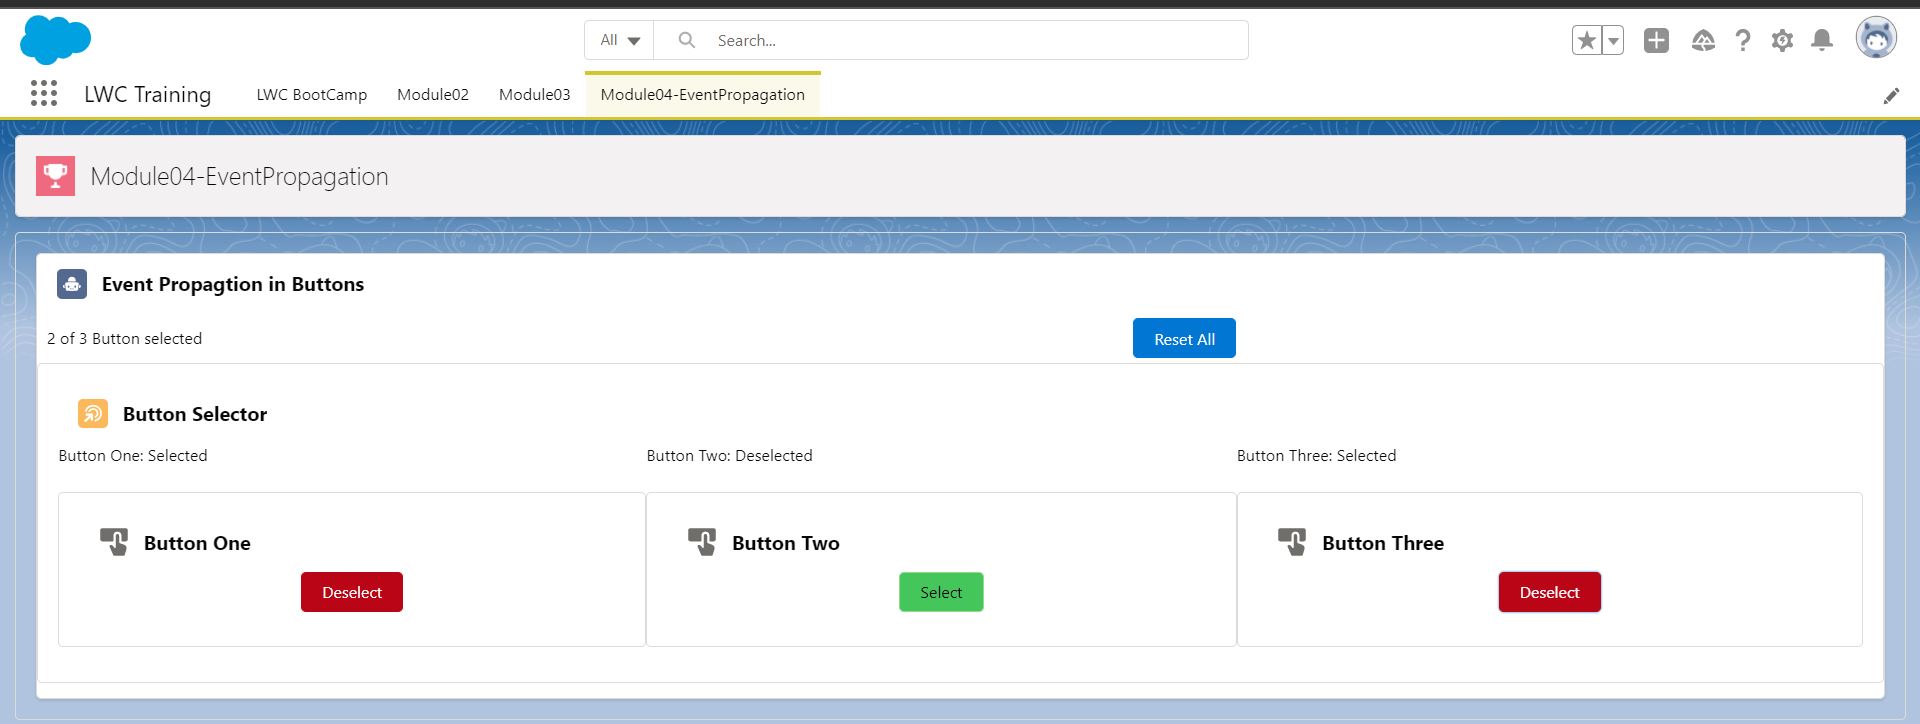 All
Search...
LWC Training
LWC BootCamp
Module02
Module03
Module04-EventPropagation
Module04-EventPropagation
Event Propagtion in Buttons
2 of 3 Button selected
Reset All
Button Selector
Button One: Selected
Button Two: Deselected
Button Three: Selected
Button One
Button Two
Button Three
Deselect
Select
Deselect